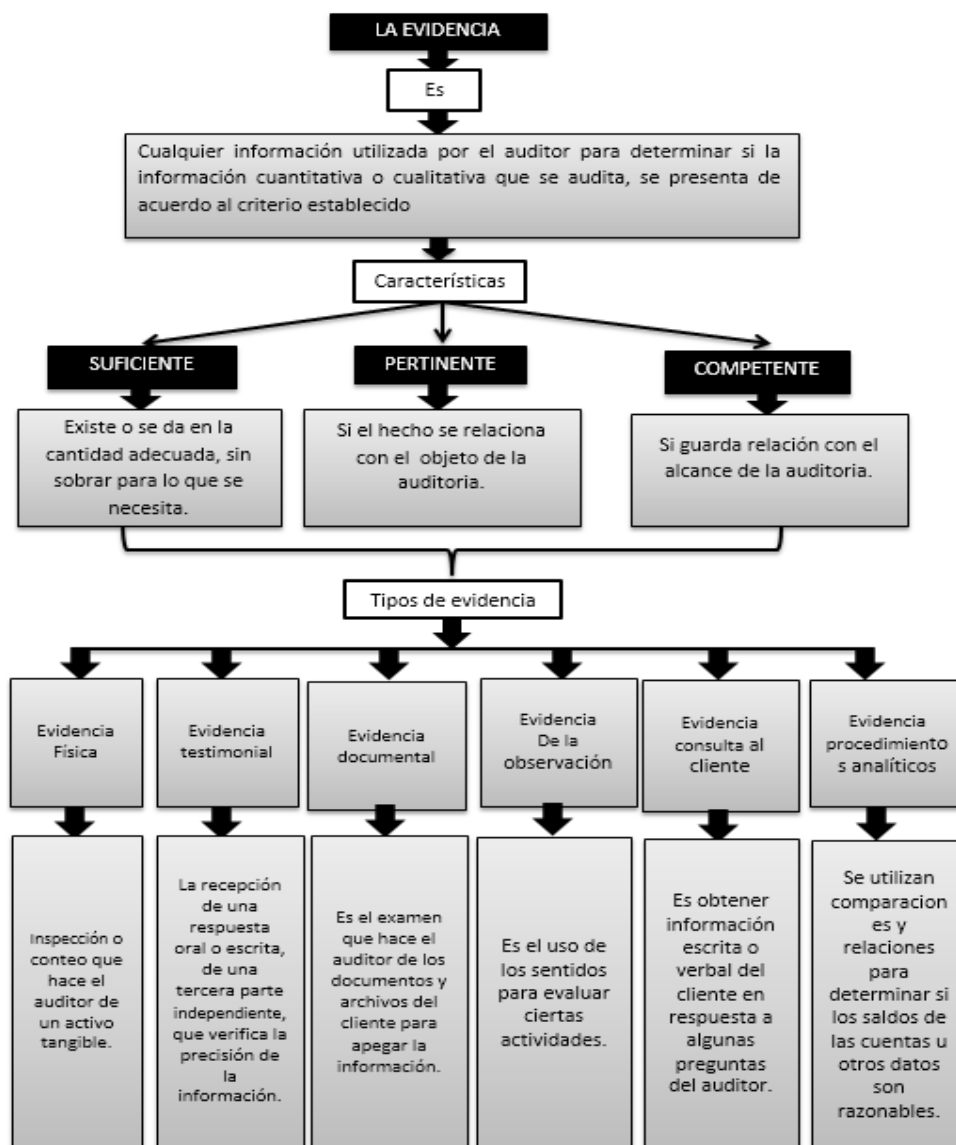 LA EVIDENCIA
Es
Cualquier información utilizada por el auditor para determinar si la
información cuantitativa o cualitativa que se audita, se presenta de
acuerdo al criterio establecido
Características
SUFICIENTE
Existe o se da en la
cantidad adecuada, sin
sobrar para lo que se
necesita.
PERTINENTE
Si el hecho se relaciona
con el objeto de la
auditoria.
COMPETENTE
Si guarda relación con el
alcance de la auditoria.
Tipos de evidencia
Evidencia
Física
Evidencia
testimonial
Evidencia
documental
Evidencia
De la
observación
Evidencia
consulta al
cliente
Evidencia
procedimiento
s analíticos
Inspección o
conteo que
hace el
auditor de
un activo
tangible.
La recepción
de una
respuesta
oral o escrita,
de una
tercera parte
independiente,
que verifica la
precisión de
la
información.
Es el examen
que hace el
auditor de los
documentos y
archivos del
cliente para
apegar la
información.
Es el uso de
los sentidos
para evaluar
ciertas
actividades.
Es obtener
información
escrita o
verbal del
cliente en
respuesta a
algunas
preguntas
del auditor.
Se utilizan
comparacion
es y
relaciones
para
determinar si
los saldos de
las cuentas u
otros datos
son
razonables.